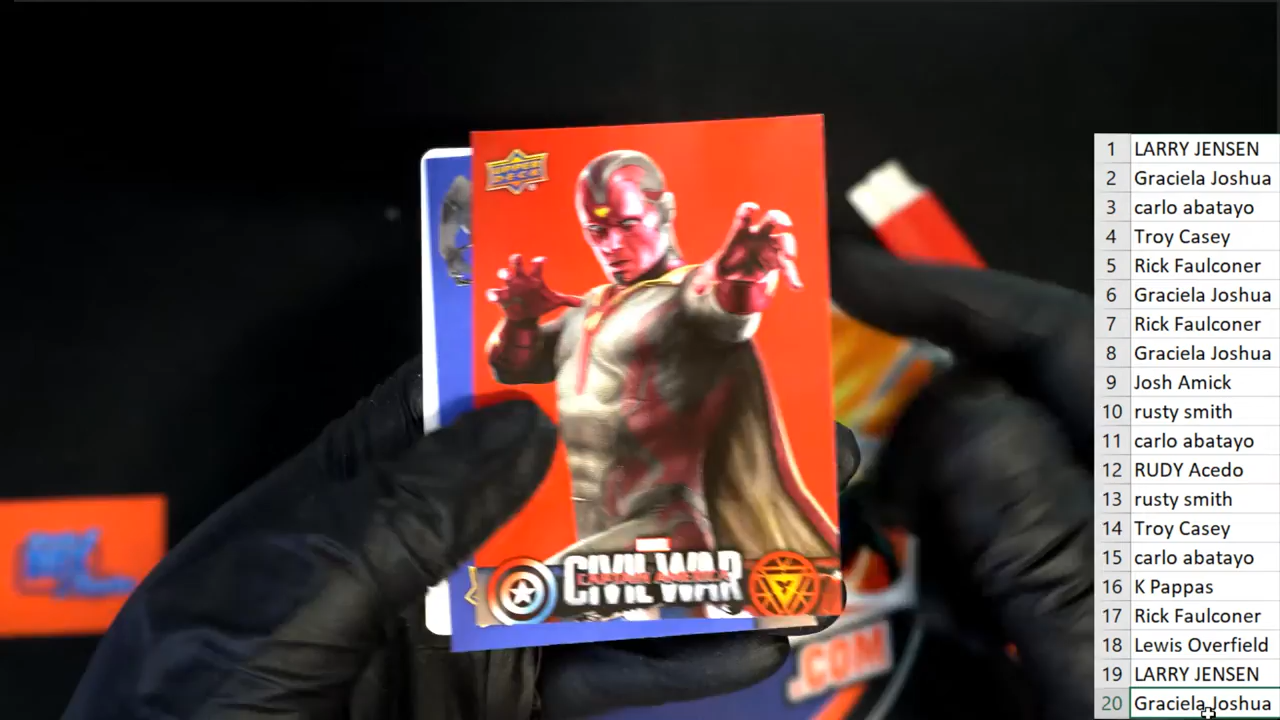 UPPER
DECK
MARVEL
CAPTAIN AMERICA
CIVIL WAR
.COM
1 LARRY JENSEN
2 Graciela Joshua
3 carlo abatayo
4 Troy Casey
5 Rick Faulconer
6 Graciela Joshua
7 Rick Faulconer
8 Graciela Joshua
9 Josh Amick
10 rusty smith
11 carlo abatayo
12 RUDY Acedo
13 rusty smith
14 Troy Casey
15 carlo abatayo
16 K Pappas
17 Rick Faulconer
18 Lewis Overfield
19 LARRY JENSEN
20 Graciela Joshua